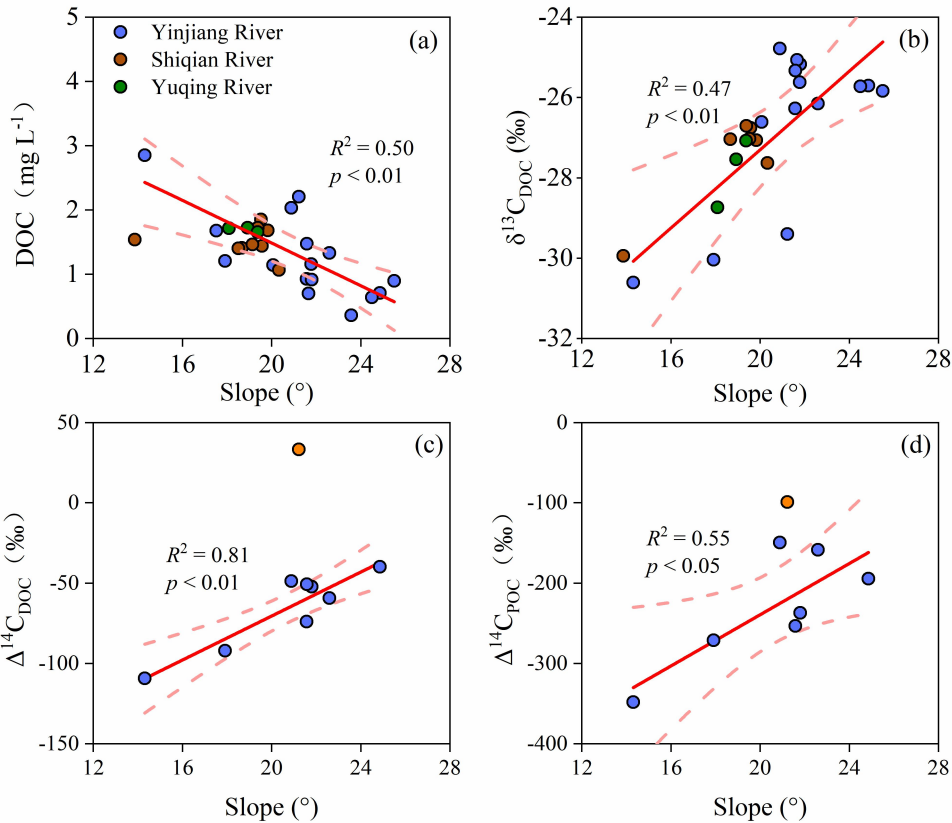 5
4
3
2
1
0
DOC (mg L⁻¹)
Yinjiang River
Shiqian River
Yuqing River
(a)
R² = 0.50
p < 0.01
12 16 20 24 28
Slope (°)
-24
-26
-28
-30
-32
δ¹³C_DOC (‰)
(b)
R² = 0.47
p < 0.01
12 16 20 24 28
Slope (°)
50
0
-50
-100
-150
Δ¹⁴C_DOC (‰)
(c)
R² = 0.81
p < 0.01
12 16 20 24 28
Slope (°)
0
-100
-200
-300
-400
Δ¹⁴C_POC (‰)
(d)
R² = 0.55
p < 0.05
12 16 20 24 28
Slope (°)